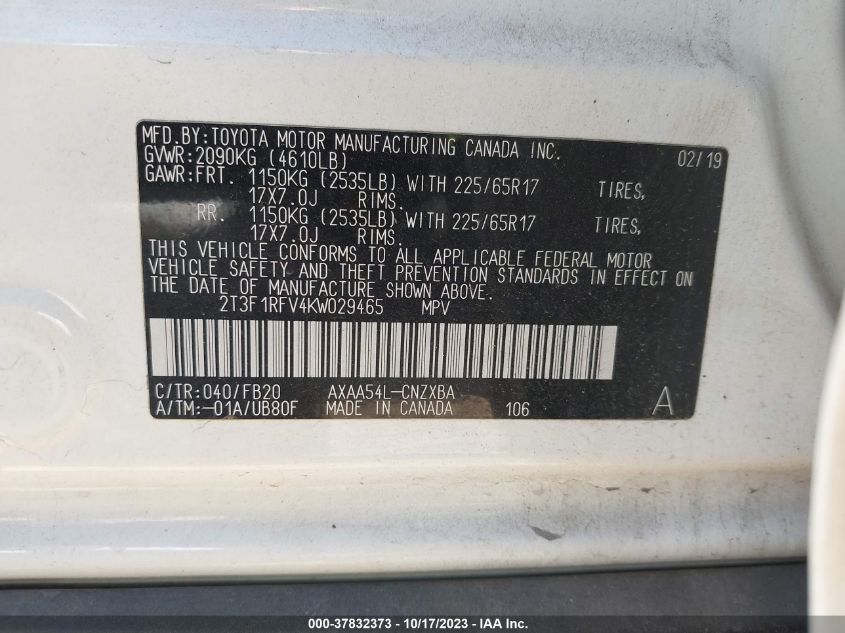 MFD.BY:TOYOTA MOTOR MANUFACTURING CANADA INC. 02/19
GVWR:2090KG (4610LB)
GAWR:FRT. 1150KG (2535LB) WITH 225/65R17 TIRES,
17X7.0J RIMS.
RR. 1150KG (2535LB) WITH 225/65R17 TIRES,
17X7.0J RIMS.
THIS VEHICLE CONFORMS TO ALL APPLICABLE FEDERAL MOTOR
VEHICLE SAFETY AND THEFT PREVENTION STANDARDS IN EFFECT ON
THE DATE OF MANUFACTURE SHOWN ABOVE.
2T3F1RFV4KW029465 MPV
C/TR:040/FB20 AXAA54L-CNZXBA
A/TM:-01A/UB80F MADE IN CANADA 106 A
000-37832373 - 10/17/2023 - IAA Inc.